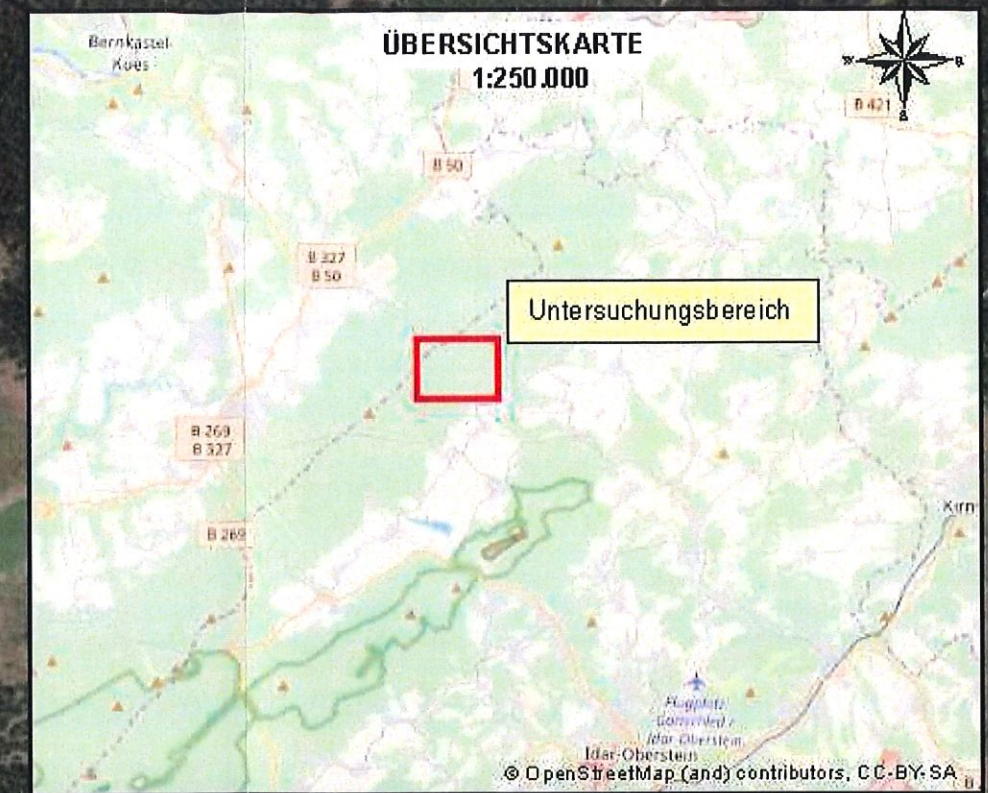 Bernkastel-
Kues
ÜBERSICHTSKARTE
1:250.000
B 421
B 50
B 327
B 50
Untersuchungsbereich
B 269
B 327
B 269
Kirn
Flugplatz
Göttschied /
Idar-Oberstein
Idar-Oberstein
© OpenStreetMap (and) contributors, CC-BY-SA